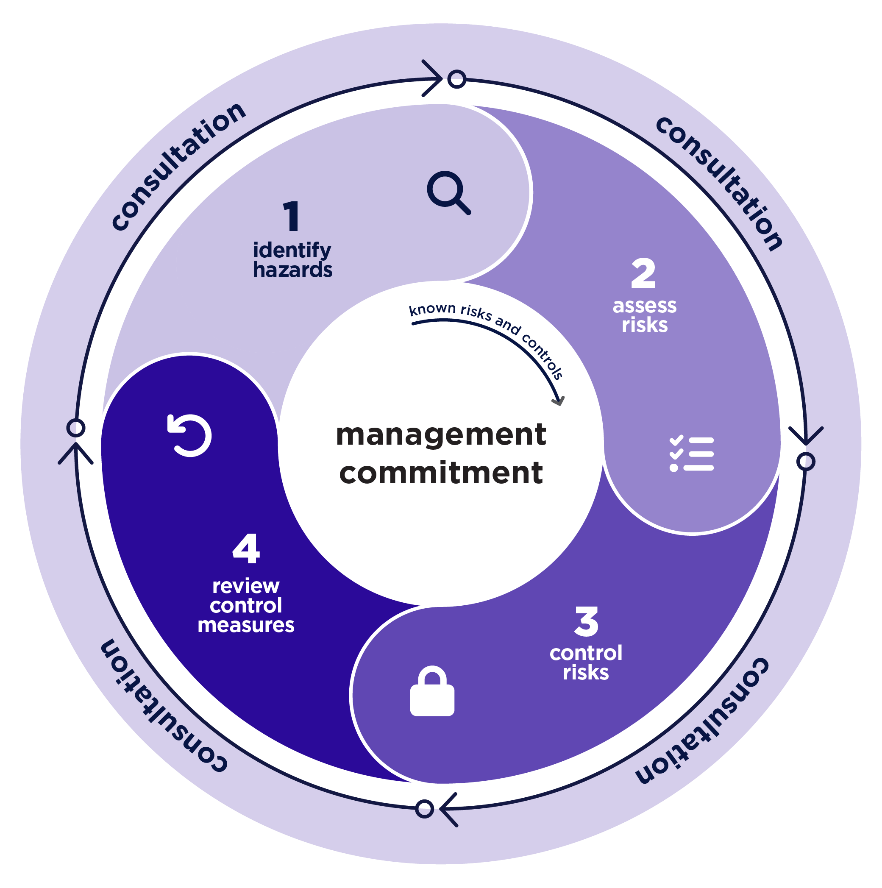 consultation
consultation
1
identify
hazards
2
assess
risks
known risks and controls
management
commitment
4
review
control
measures
3
control
risks
consultation
consultation